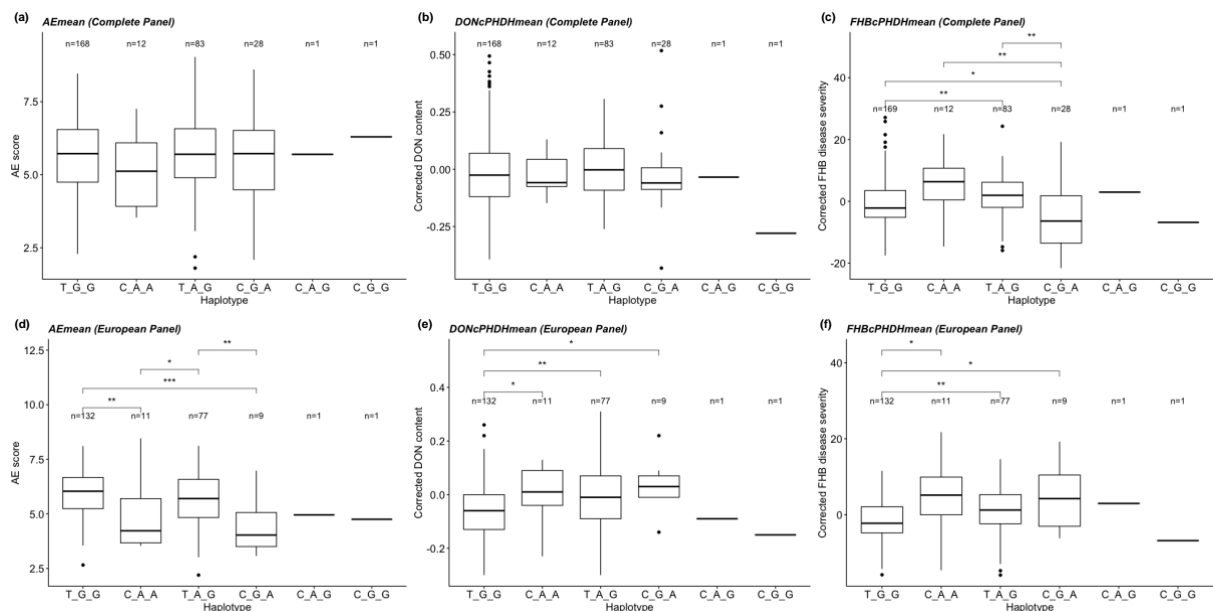 (a)
AEmean (Complete Panel)
n=168
n=12
n=83
n=28
n=1
n=1
7.5
5.0
2.5
AE score
T_G_G
C_A_A
T_A_G
C_G_A
C_A_G
C_G_G
Haplotype
(b)
DONcPHDHmean (Complete Panel)
n=168
n=12
n=83
n=28
n=1
n=1
0.50
0.25
0.00
-0.25
Corrected DON content
T_G_G
C_A_A
T_A_G
C_G_A
C_A_G
C_G_G
Haplotype
(c)
FHBcPHDHmean (Complete Panel)
**
**
*
**
n=169
n=12
n=83
n=28
n=1
n=1
40
20
0
-20
Corrected FHB disease severity
T_G_G
C_A_A
T_A_G
C_G_A
C_A_G
C_G_G
Haplotype
(d)
AEmean (European Panel)
**
*
***
**
n=132
n=11
n=77
n=9
n=1
n=1
12.5
10.0
7.5
5.0
2.5
AE score
T_G_G
C_A_A
T_A_G
C_G_A
C_A_G
C_G_G
Haplotype
(e)
DONcPHDHmean (European Panel)
*
**
*
n=132
n=11
n=77
n=9
n=1
n=1
0.4
0.2
0.0
-0.2
Corrected DON content
T_G_G
C_A_A
T_A_G
C_G_A
C_A_G
C_G_G
Haplotype
(f)
FHBcPHDHmean (European Panel)
*
*
**
n=132
n=11
n=77
n=9
n=1
n=1
40
20
0
Corrected FHB disease severity
T_G_G
C_A_A
T_A_G
C_G_A
C_A_G
C_G_G
Haplotype